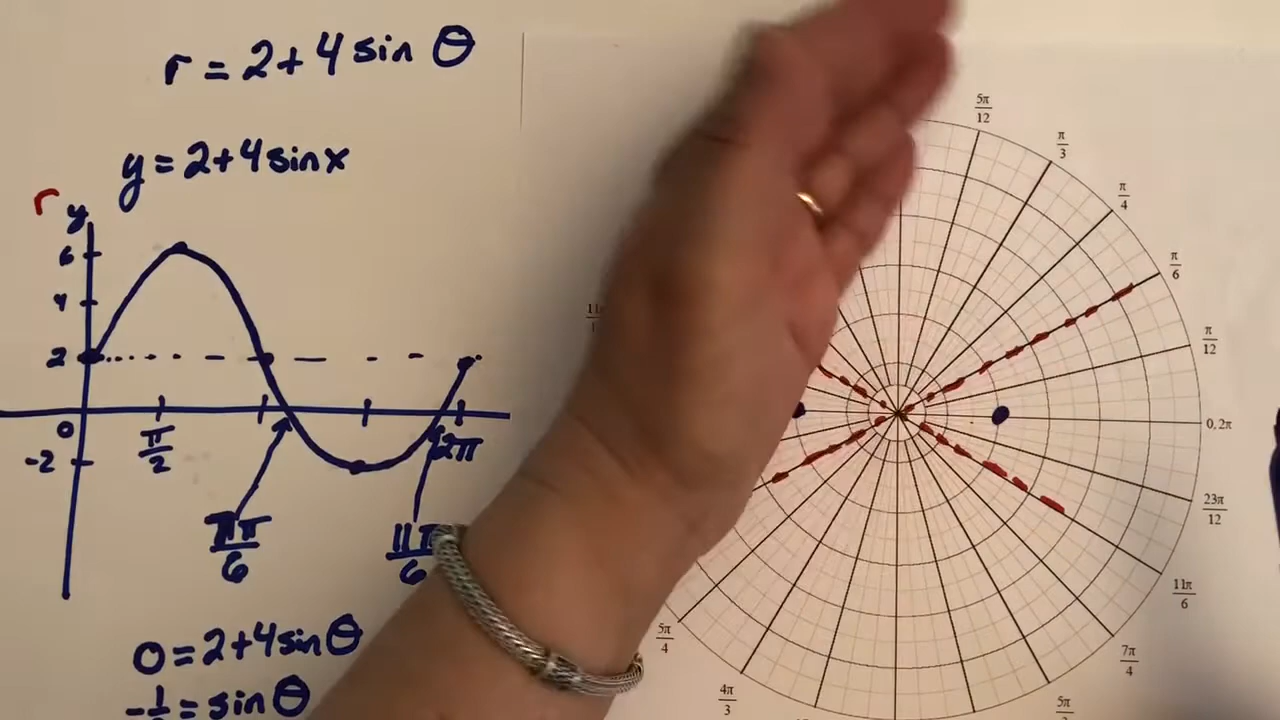 r = 2 + 4 sin θ
y = 2 + 4 sin x
r
y
6
4
2
0
-2
π/2
2π
7π/6
11π/6
0 = 2 + 4 sin θ
= sin θ
5π/12
π/3
π/4
π/6
π/12
0, 2π
23π/12
11π/6
7π/4
4π/3
5π/4